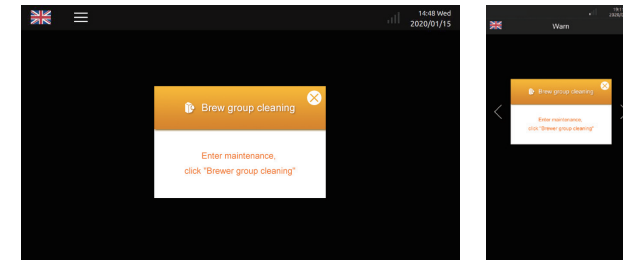 14:48 Wed
2020/01/15
Brew group cleaning
Enter maintenance,
click "Brewer group cleaning"
Warn
Brew group cleaning
Enter maintenance,
click "Brewer group cleaning"